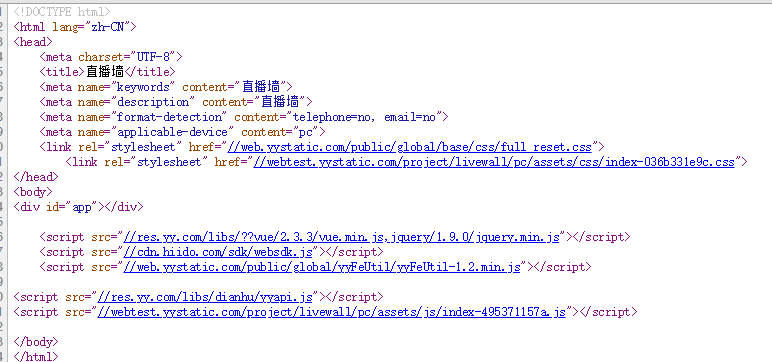 <!DOCTYPE html>
<html lang="zh-CN">
<head>
<meta charset="UTF-8">
<title>直播墙</title>
<meta name="keywords" content="直播墙">
<meta name="description" content="直播墙">
<meta name="format-detection" content="telephone=no, email=no">
<meta name="applicable-device" content="pc">
<link rel="stylesheet" href="//web.yystatic.com/public/global/base/css/full_reset.css">
<link rel="stylesheet" href="//webtest.yystatic.com/project/livewall/pc/assets/css/index-036b331e9c.css">
</head>
<body>
<div id="app"></div>
<script src="//res.yy.com/libs/??vue/2.3.3/vue.min.js,jquery/1.9.0/jquery.min.js"></script>
<script src="//cdn.hiido.com/sdk/websdk.js"></script>
<script src="//web.yystatic.com/public/global/yyFeUtil/yyFeUtil-1.2.min.js"></script>
<script src="//res.yy.com/libs/dianhu/yyapi.js"></script>
<script src="//webtest.yystatic.com/project/livewall/pc/assets/js/index-495371157a.js"></script>
</body>
</html>